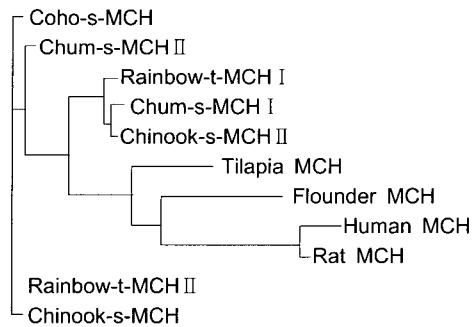 Coho-s-MCH
Chum-s-MCH Ⅱ
Rainbow-t-MCH Ⅰ
Chum-s-MCH Ⅰ
Chinook-s-MCH Ⅱ
Tilapia MCH
Flounder MCH
Human MCH
Rat MCH
Rainbow-t-MCH Ⅱ
Chinook-s-MCH